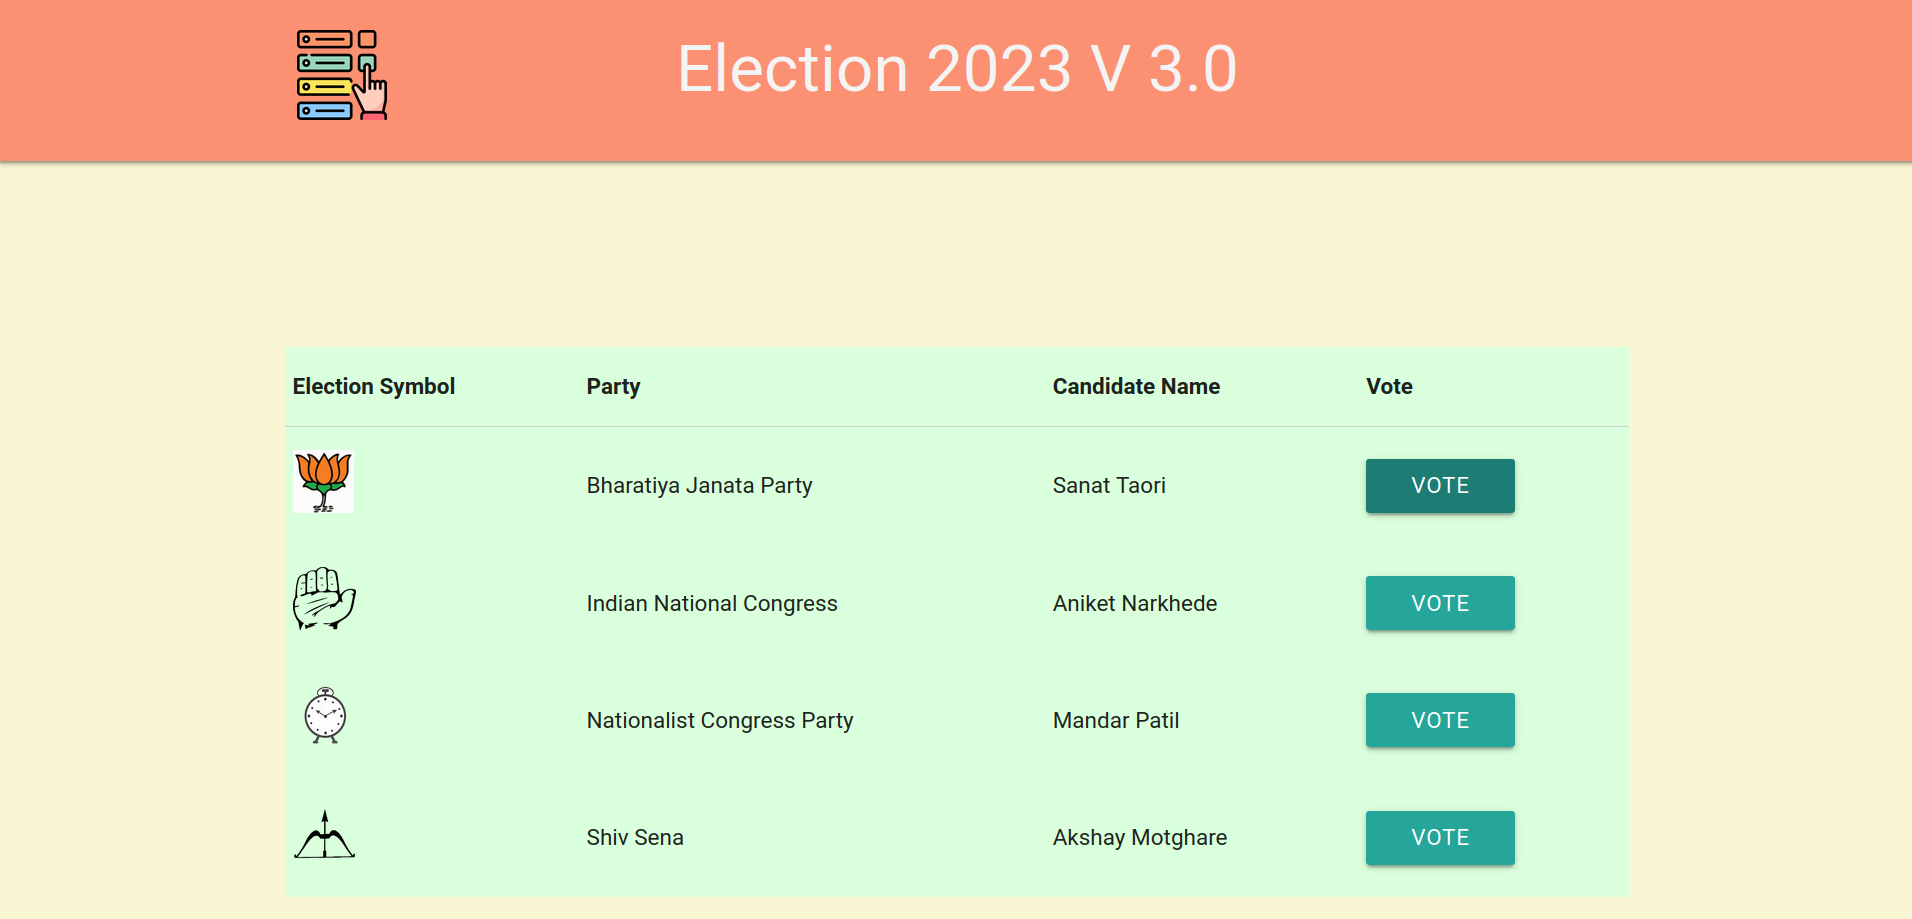 Election 2023 V 3.0
Election Symbol Party Candidate Name Vote
Bharatiya Janata Party Sanat Taori VOTE
Indian National Congress Aniket Narkhede VOTE
Nationalist Congress Party Mandar Patil VOTE
Shiv Sena Akshay Motghare VOTE